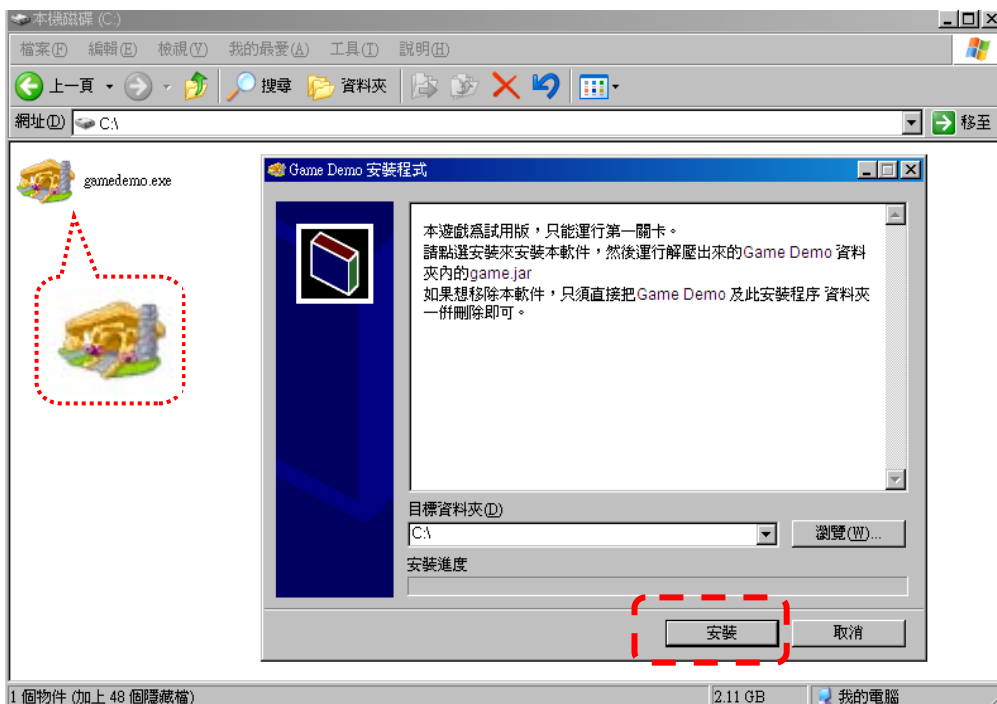 本機磁碟 (C:)
檔案(F) 編輯(E) 檢視(V) 我的最愛(A) 工具(T) 說明(H)
上一頁 搜尋 資料夾
網址(D) C:\ 移至
gamedemo.exe
Game Demo 安裝程式
本遊戲爲試用版，只能運行第一關卡。
請點選安裝來安裝本軟件，然後運行解壓出來的Game Demo 資料
夾內的game.jar
如果想移除本軟件，只須直接把Game Demo 及此安裝程序 資料夾
一併刪除即可。
目標資料夾(D)
C:\ 瀏覽(W)...
安裝進度
安裝 取消
1 個物件 (加上 48 個隱藏檔) 2.11 GB 我的電腦